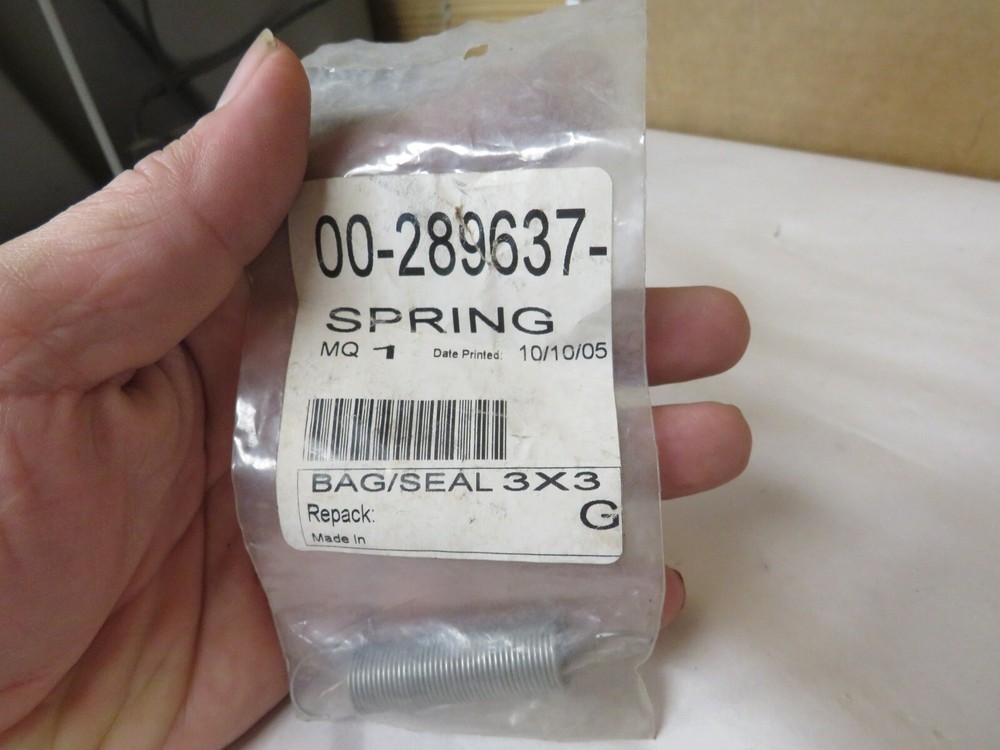 00-289637-
SPRING
MQ 1 Date Printed: 10/10/05
BAG/SEAL 3X3
Repack: G
Made In